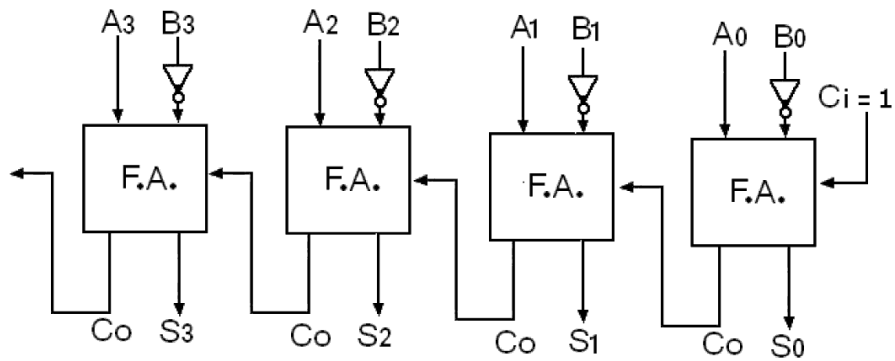 A3 B3 A2 B2 A1 B1 A0 B0
Ci = 1
F.A. F.A. F.A. F.A.
Co S3 Co S2 Co S1 Co S0